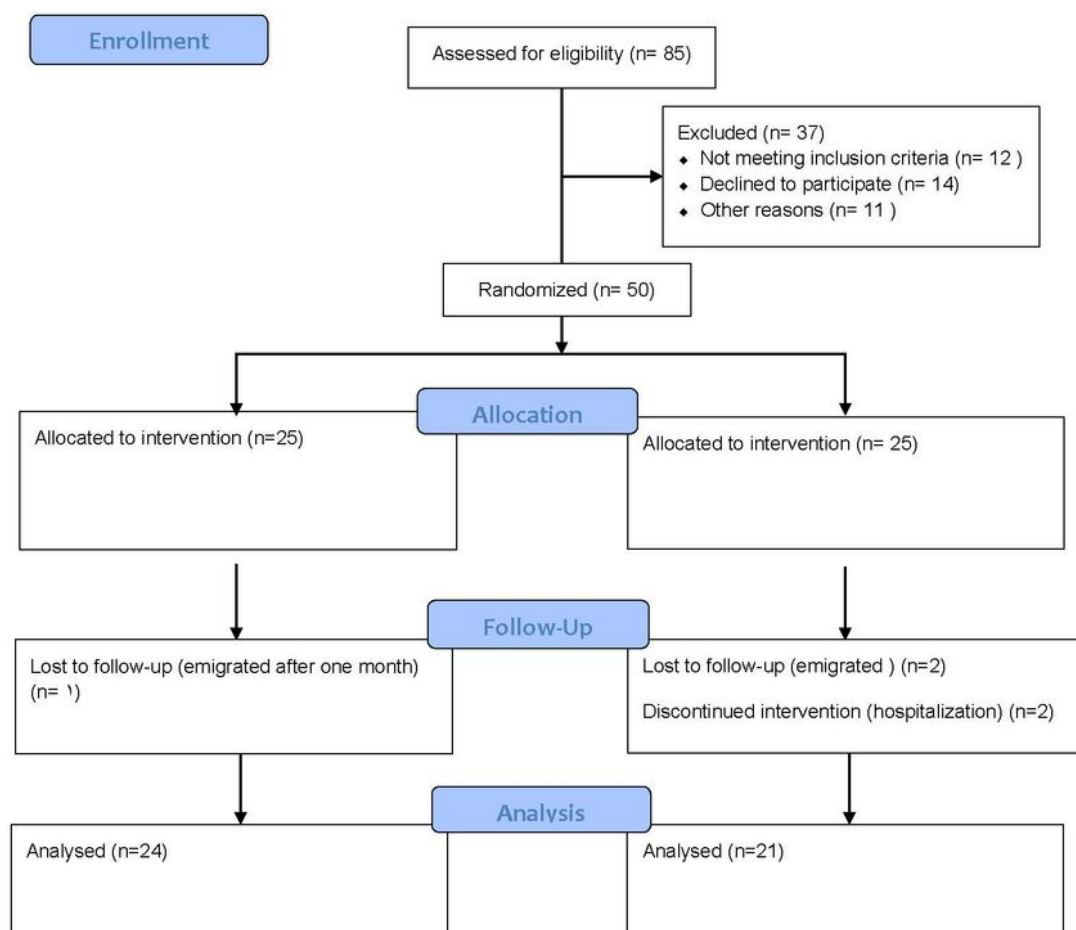 Enrollment
Assessed for eligibility (n= 85)
Excluded (n= 37)
⬥ Not meeting inclusion criteria (n= 12 )
⬥ Declined to participate (n= 14)
⬥ Other reasons (n= 11 )
Randomized (n= 50)
Allocation
Allocated to intervention (n=25)
Allocated to intervention (n= 25)
Follow-Up
Lost to follow-up (emigrated after one month)
(n= ١)
Lost to follow-up (emigrated ) (n=2)
Discontinued intervention (hospitalization) (n=2)
Analysis
Analysed (n=24)
Analysed (n=21)